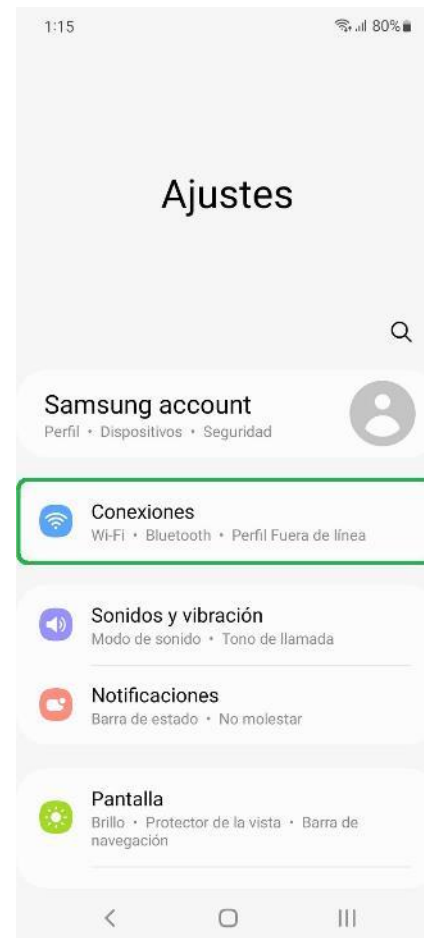 1:15 80%
Ajustes
Samsung account
Perfil • Dispositivos • Seguridad
Conexiones
Wi-Fi • Bluetooth • Perfil Fuera de línea
Sonidos y vibración
Modo de sonido • Tono de llamada
Notificaciones
Barra de estado • No molestar
Pantalla
Brillo • Protector de la vista • Barra de
navegación